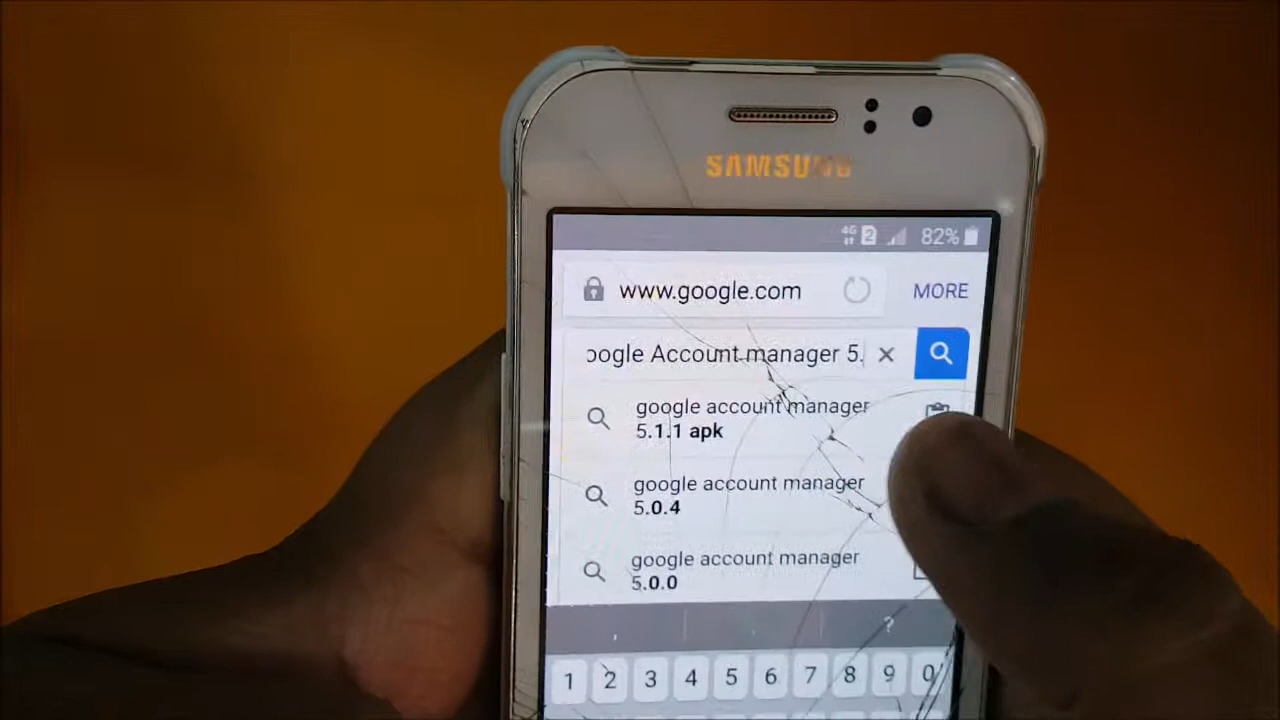 SAMSUNG
4G 2 82%
www.google.com MORE
oogle Account manager 5.
google account manager
5.1.1 apk
google account manager
5.0.4
google account manager
5.0.0
, ?
1 2 3 4 5 6 7 8 9 0